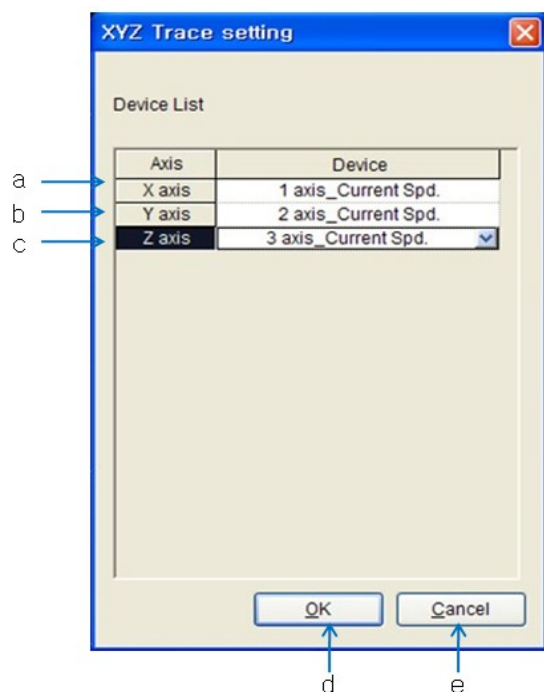 XYZ Trace setting
Device List
Axis Device
a X axis 1 axis_Current Spd.
b Y axis 2 axis_Current Spd.
c Z axis 3 axis_Current Spd.
OK Cancel
d e